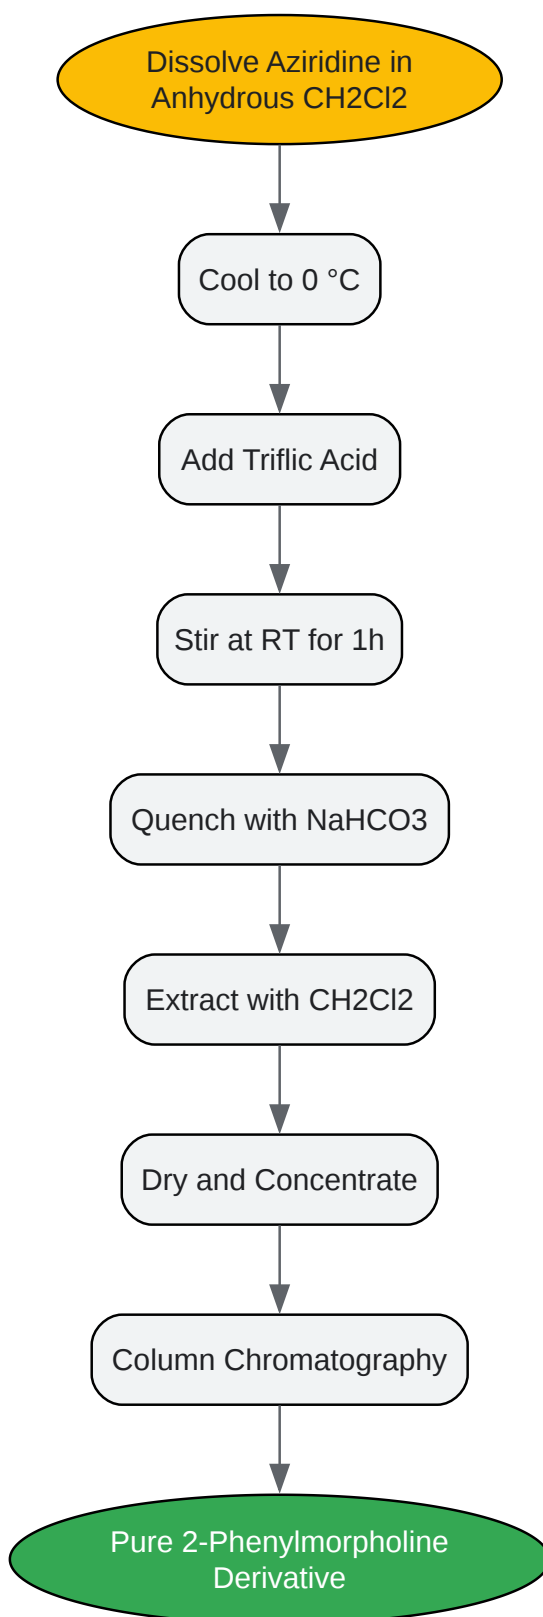 Dissolve Aziridine in
Anhydrous CH2Cl2
Cool to 0 °C
Add Triflic Acid
Stir at RT for 1h
Quench with NaHCO3
Extract with CH2Cl2
Dry and Concentrate
Column Chromatography
Pure 2-Phenylmorpholine
Derivative